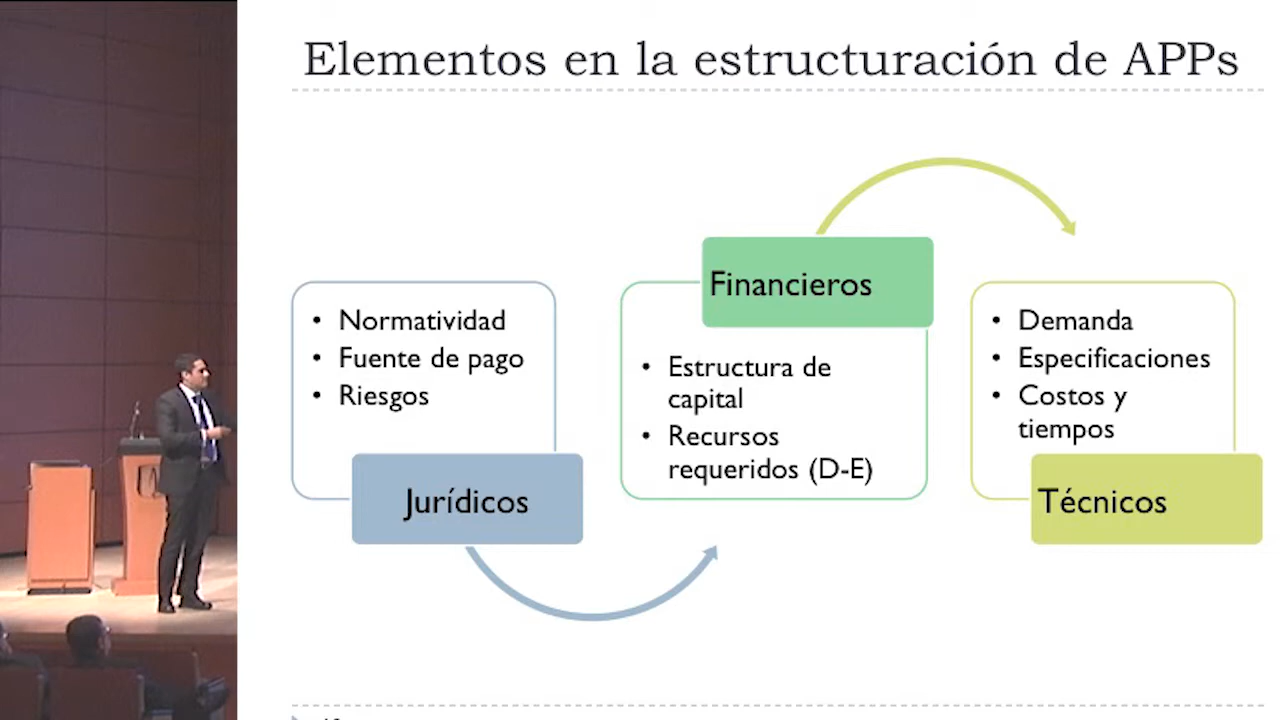 Elementos en la estructuración de APPs
• Normatividad
• Fuente de pago
• Riesgos
Jurídicos
Financieros
• Estructura de
capital
• Recursos
requeridos (D-E)
• Demanda
• Especificaciones
• Costos y
tiempos
Técnicos